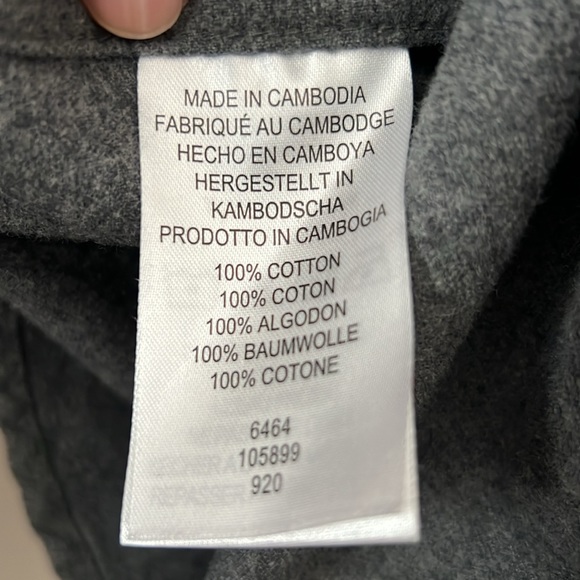 MADE IN CAMBODIA
FABRIQUÉ AU CAMBODGE
HECHO EN CAMBOYA
HERGESTELLT IN
KAMBODSCHA
PRODOTTO IN CAMBOGIA
100% COTTON
100% COTON
100% ALGODON
100% BAUMWOLLE
100% COTONE
6464
105899
920